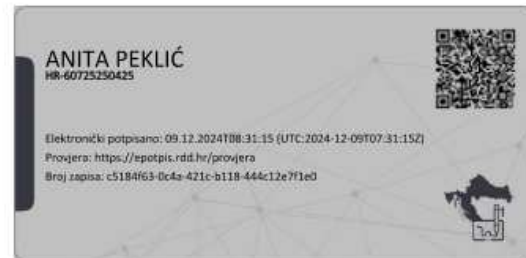 ANITA PEKLIĆ
HR-60725250425
Elektronički potpisano: 09.12.2024T08:31:15 (UTC:2024-12-09T07:31:15Z)
Provjera: https://epotpis.rdd.hr/provjera
Broj zapisa: c5184f63-0c4a-421c-b118-444c12e7f1e0